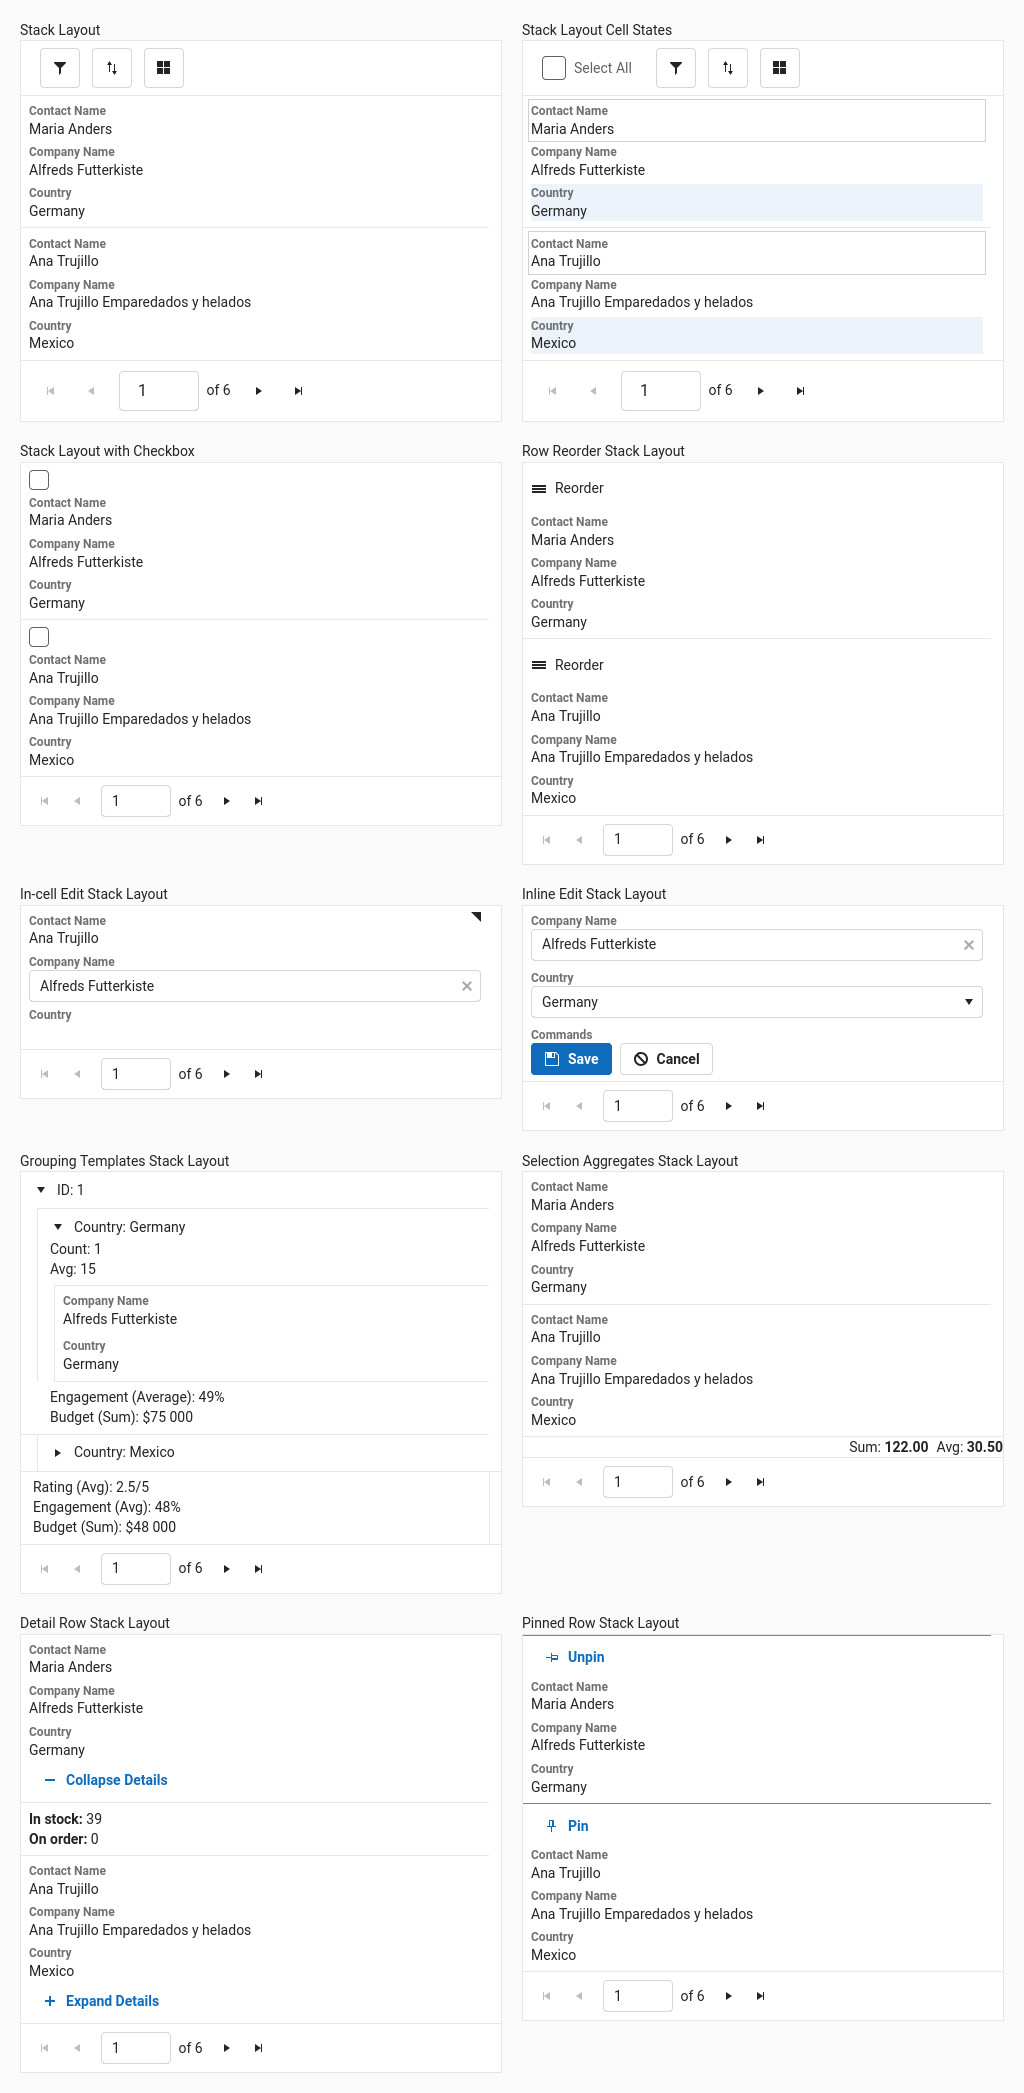 Stack Layout
Contact Name
Maria Anders
Company Name
Alfreds Futterkiste
Country
Germany
Contact Name
Ana Trujillo
Company Name
Ana Trujillo Emparedados y helados
Country
Mexico
1 of 6
Stack Layout Cell States
Select All
Contact Name
Maria Anders
Company Name
Alfreds Futterkiste
Country
Germany
Contact Name
Ana Trujillo
Company Name
Ana Trujillo Emparedados y helados
Country
Mexico
1 of 6
Stack Layout with Checkbox
Contact Name
Maria Anders
Company Name
Alfreds Futterkiste
Country
Germany
Contact Name
Ana Trujillo
Company Name
Ana Trujillo Emparedados y helados
Country
Mexico
1 of 6
Row Reorder Stack Layout
Reorder
Contact Name
Maria Anders
Company Name
Alfreds Futterkiste
Country
Germany
Reorder
Contact Name
Ana Trujillo
Company Name
Ana Trujillo Emparedados y helados
Country
Mexico
1 of 6
In-cell Edit Stack Layout
Contact Name
Ana Trujillo
Company Name
Alfreds Futterkiste
Country
1 of 6
Inline Edit Stack Layout
Company Name
Alfreds Futterkiste
Country
Germany
Commands
Save Cancel
1 of 6
Grouping Templates Stack Layout
ID: 1
Country: Germany
Count: 1
Avg: 15
Company Name
Alfreds Futterkiste
Country
Germany
Engagement (Average): 49%
Budget (Sum): $75 000
Country: Mexico
Rating (Avg): 2.5/5
Engagement (Avg): 48%
Budget (Sum): $48 000
1 of 6
Selection Aggregates Stack Layout
Contact Name
Maria Anders
Company Name
Alfreds Futterkiste
Country
Germany
Contact Name
Ana Trujillo
Company Name
Ana Trujillo Emparedados y helados
Country
Mexico
Sum: 122.00 Avg: 30.50
1 of 6
Detail Row Stack Layout
Contact Name
Maria Anders
Company Name
Alfreds Futterkiste
Country
Germany
Collapse Details
In stock: 39
On order: 0
Contact Name
Ana Trujillo
Company Name
Ana Trujillo Emparedados y helados
Country
Mexico
Expand Details
1 of 6
Pinned Row Stack Layout
Unpin
Contact Name
Maria Anders
Company Name
Alfreds Futterkiste
Country
Germany
Pin
Contact Name
Ana Trujillo
Company Name
Ana Trujillo Emparedados y helados
Country
Mexico
1 of 6